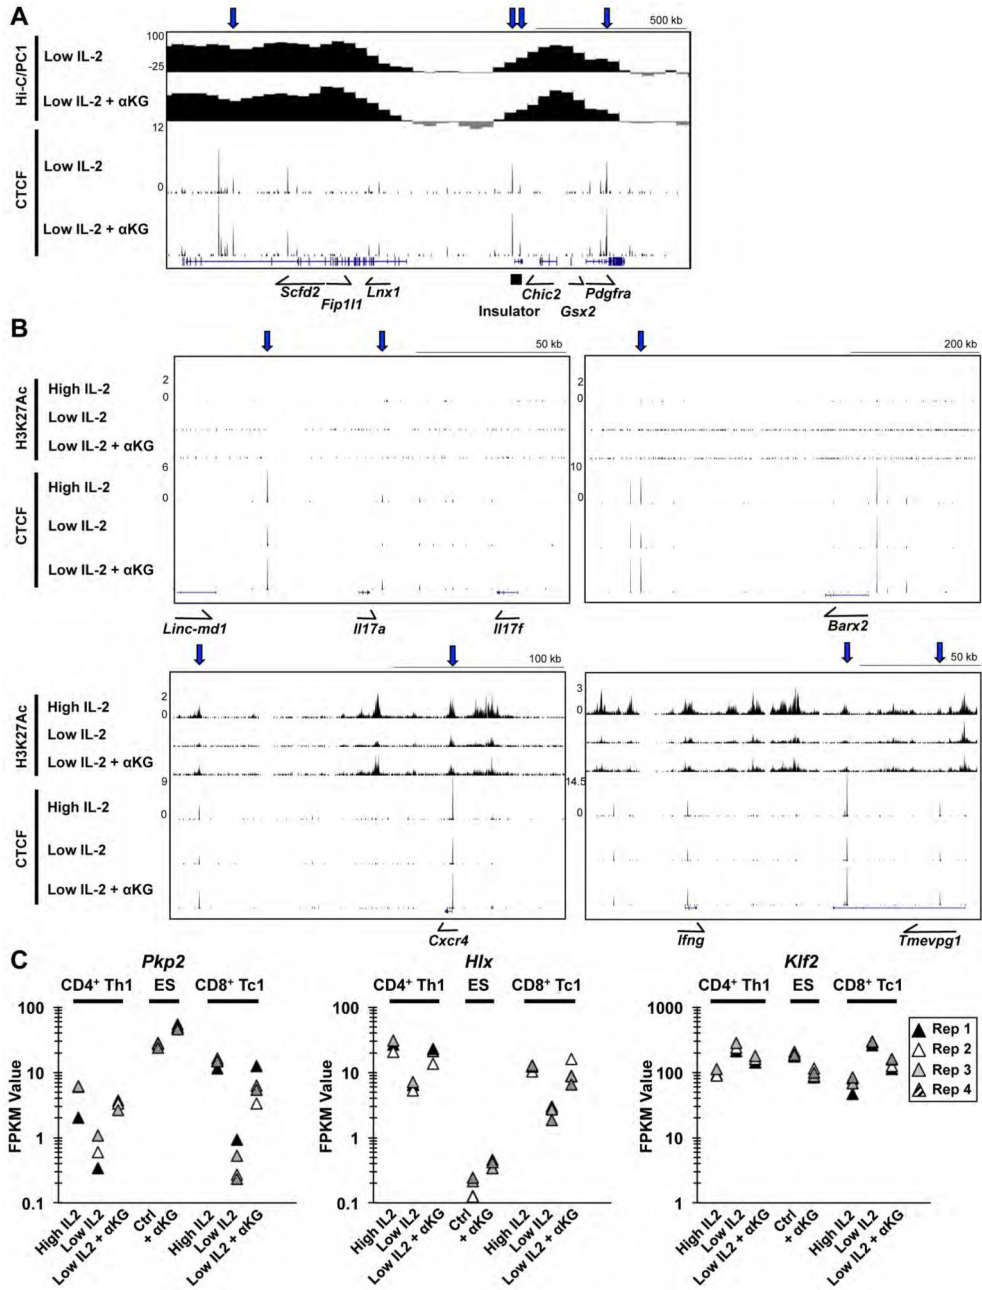 A
500 kb
Hi-C/PC1
Low IL-2
Low IL-2 + αKG
100
-25
12
0
CTCF
Low IL-2
Low IL-2 + αKG
Scfd2
Fip1l1
Lnx1
Insulator
Chic2
Gsx2
Pdgfra
B
50 kb
200 kb
H3K27Ac
High IL-2
Low IL-2
Low IL-2 + αKG
2
0
2
0
CTCF
High IL-2
Low IL-2
Low IL-2 + αKG
6
0
10
0
Linc-md1
Il17a
Il17f
Barx2
100 kb
50 kb
H3K27Ac
High IL-2
Low IL-2
Low IL-2 + αKG
2
0
3
0
CTCF
High IL-2
Low IL-2
Low IL-2 + αKG
9
0
14.5
0
Cxcr4
Ifng
Tmevpg1
C
Pkp2
CD4+ Th1 ES CD8+ Tc1
FPKM Value
100
10
1
0.1
High IL2
Low IL2
Low IL2 + αKG
Ctrl
+ αKG
High IL2
Low IL2
Low IL2 + αKG
Hlx
CD4+ Th1 ES CD8+ Tc1
FPKM Value
100
10
1
0.1
High IL2
Low IL2
Low IL2 + αKG
Ctrl
+ αKG
High IL2
Low IL2
Low IL2 + αKG
Klf2
CD4+ Th1 ES CD8+ Tc1
FPKM Value
1000
100
10
1
High IL2
Low IL2
Low IL2 + αKG
Ctrl
+ αKG
High IL2
Low IL2
Low IL2 + αKG
Rep 1
Rep 2
Rep 3
Rep 4